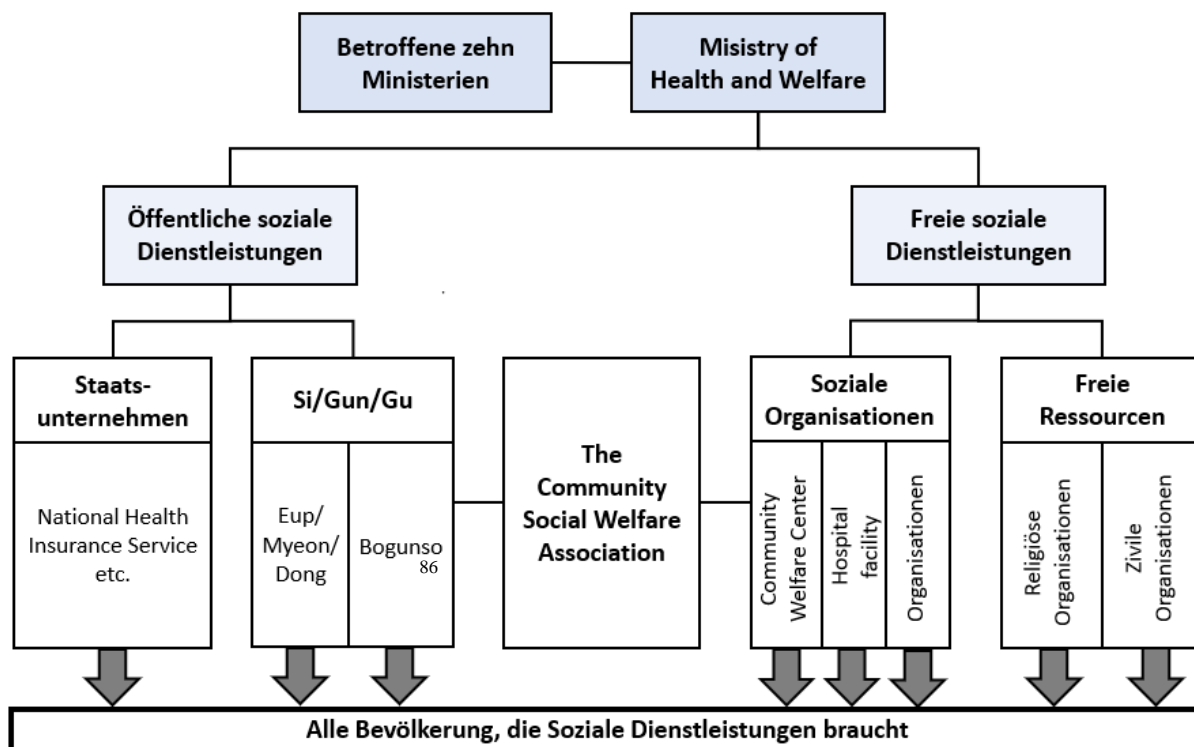 Betroffene zehn
Ministerien
Misistry of
Health and Welfare
Öffentliche soziale
Dienstleistungen
Freie soziale
Dienstleistungen
Staats-
unternehmen
National Health
Insurance Service
etc.
Si/Gun/Gu
Eup/
Myeon/
Dong
Bogunso
86
The
Community
Social Welfare
Association
Soziale
Organisationen
Community
Welfare Center
Hospital
facility
Organisationen
Freie
Ressourcen
Religiöse
Organisationen
Zivile
Organisationen
Alle Bevölkerung, die Soziale Dienstleistungen braucht